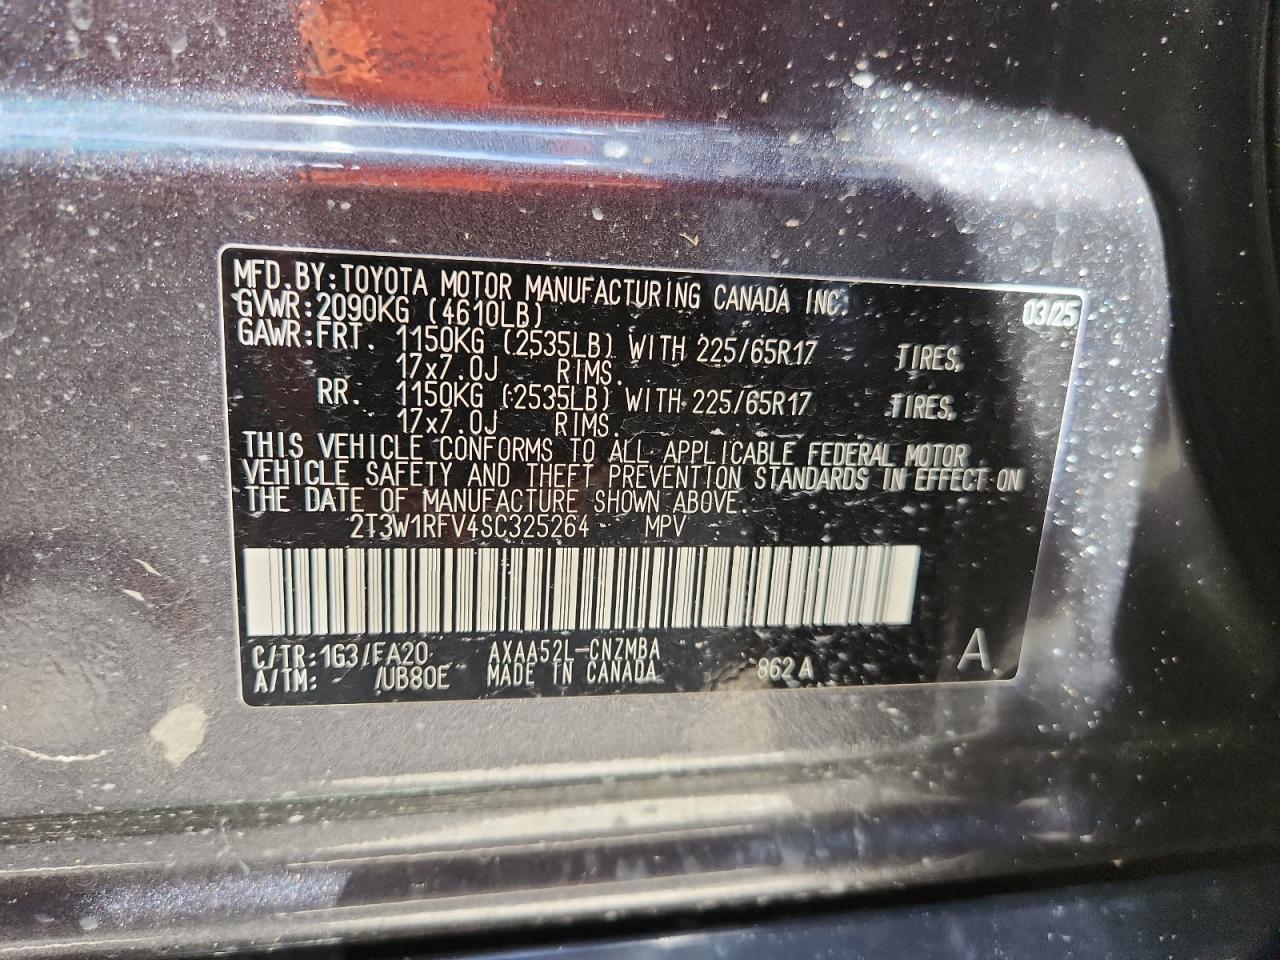 MFD.BY:TOYOTA MOTOR MANUFACTURING CANADA INC.
GVWR:2090KG (4610LB) 03/25
GAWR:FRT. 1150KG (2535LB) WITH 225/65R17 TIRES,
17x7.0J RIMS.
RR. 1150KG (2535LB) WITH 225/65R17 TIRES,
17x7.0J RIMS.
THIS VEHICLE CONFORMS TO ALL APPLICABLE FEDERAL MOTOR
VEHICLE SAFETY AND THEFT PREVENTION STANDARDS IN EFFECT ON
THE DATE OF MANUFACTURE SHOWN ABOVE.
2T3W1RFV4SC325264 MPV
C/TR:1G3/EA20 AXAA52L-CNZMBA
A/TM: /UB80E MADE IN CANADA 862A A.